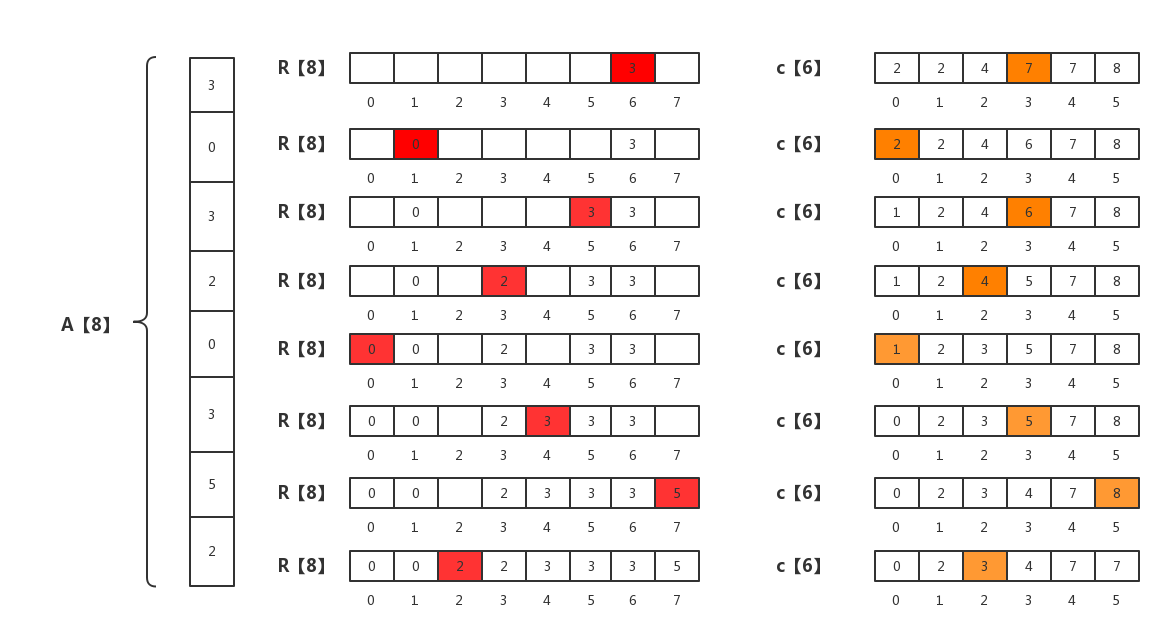 3
R【8】 3 c【6】 2 2 4 7 7 8
0 1 2 3 4 5 6 7 0 1 2 3 4 5
0
R【8】 0 3 c【6】 2 2 4 6 7 8
0 1 2 3 4 5 6 7 0 1 2 3 4 5
3
R【8】 0 3 3 c【6】 1 2 4 6 7 8
0 1 2 3 4 5 6 7 0 1 2 3 4 5
2
R【8】 0 2 3 3 c【6】 1 2 4 5 7 8
0 1 2 3 4 5 6 7 0 1 2 3 4 5
A【8】
0
R【8】 0 0 2 3 3 c【6】 1 2 3 5 7 8
0 1 2 3 4 5 6 7 0 1 2 3 4 5
3
R【8】 0 0 2 3 3 3 c【6】 0 2 3 5 7 8
0 1 2 3 4 5 6 7 0 1 2 3 4 5
5
R【8】 0 0 2 3 3 3 5 c【6】 0 2 3 4 7 8
0 1 2 3 4 5 6 7 0 1 2 3 4 5
2
R【8】 0 0 2 2 3 3 3 5 c【6】 0 2 3 4 7 7
0 1 2 3 4 5 6 7 0 1 2 3 4 5